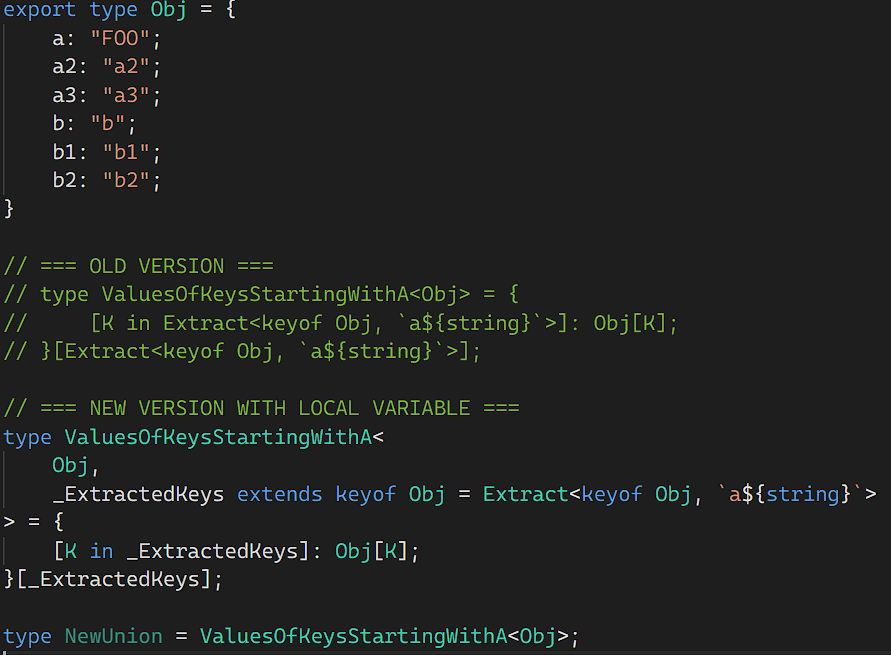 export type Obj = {
    a: "FOO";
    a2: "a2";
    a3: "a3";
    b: "b";
    b1: "b1";
    b2: "b2";
}
// === OLD VERSION ===
// type ValuesOfKeysStartingWithA<Obj> = {
//     [K in Extract<keyof Obj, `a${string}`>]: Obj[K];
// }[Extract<keyof Obj, `a${string}`>];
// === NEW VERSION WITH LOCAL VARIABLE ===
type ValuesOfKeysStartingWithA<
    Obj,
    _ExtractedKeys extends keyof Obj = Extract<keyof Obj, `a${string}`>
> = {
    [K in _ExtractedKeys]: Obj[K];
}[_ExtractedKeys];
type NewUnion = ValuesOfKeysStartingWithA<Obj>;